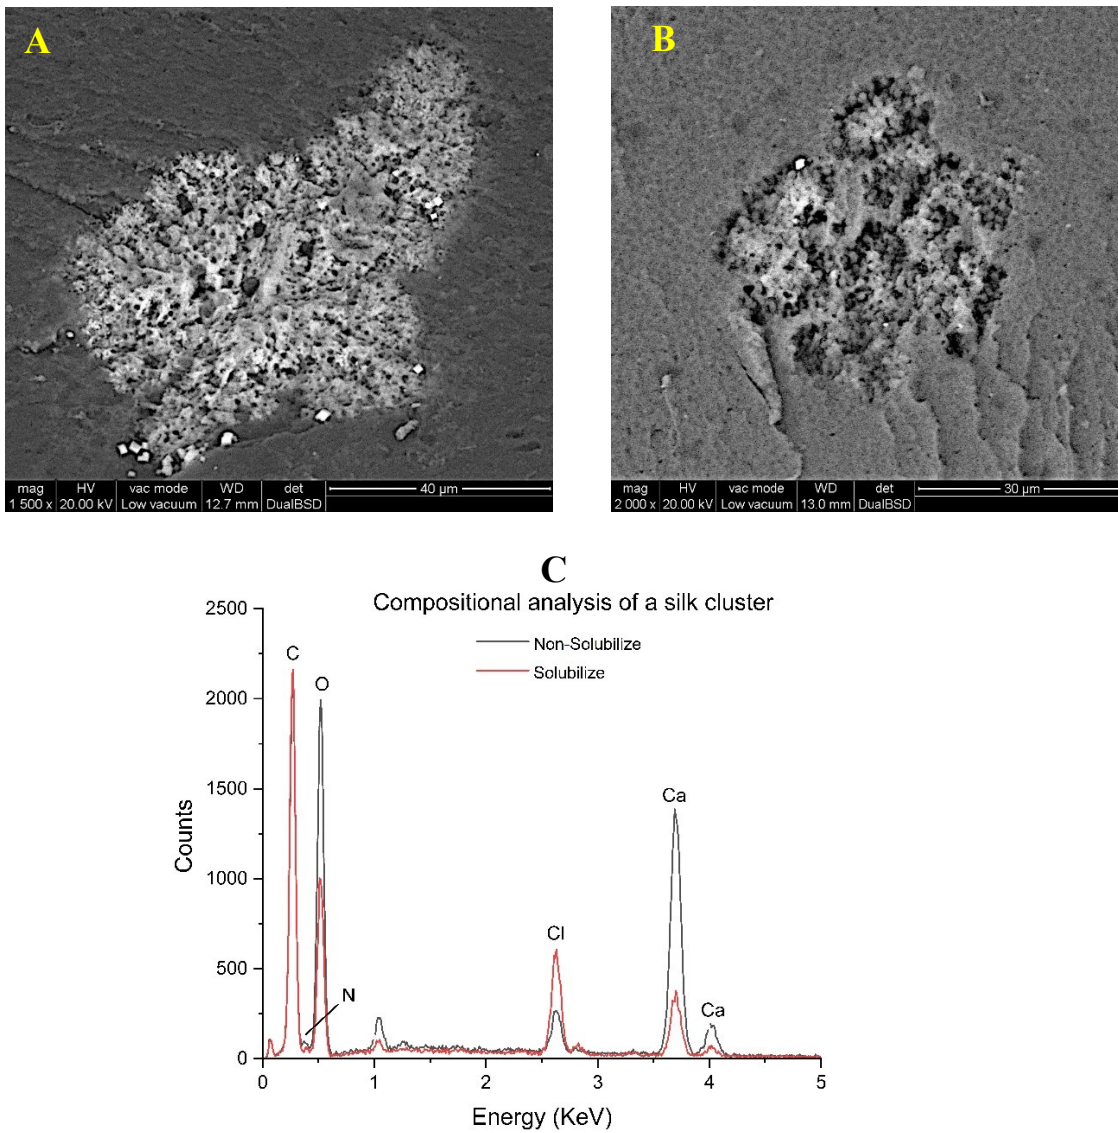 A
mag HV vac mode WD det
1 500 x 20.00 kV Low vacuum 12.7 mm DualBSD 40 µm
B
mag HV vac mode WD det
2 000 x 20.00 kV Low vacuum 13.0 mm DualBSD 30 µm
C
Compositional analysis of a silk cluster
Non-Solubilize
Solubilize
2500
2000
1500
1000
500
0
Counts
C
O
N
Cl
Ca
Ca
0 1 2 3 4 5
Energy (KeV)